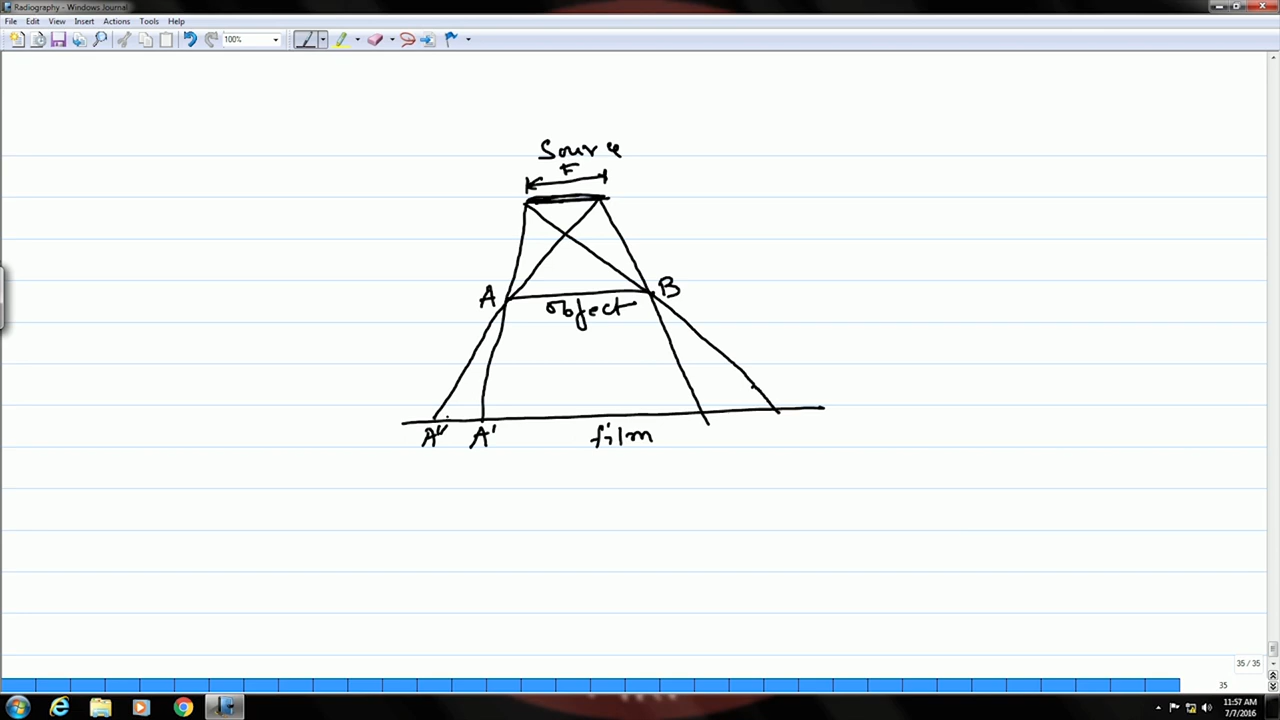 Radiography - Windows Journal
File Edit View Insert Actions Tools Help
100%
Source
F
A B
object
A" A'
film
35 / 35
35
11:57 AM
7/7/2016